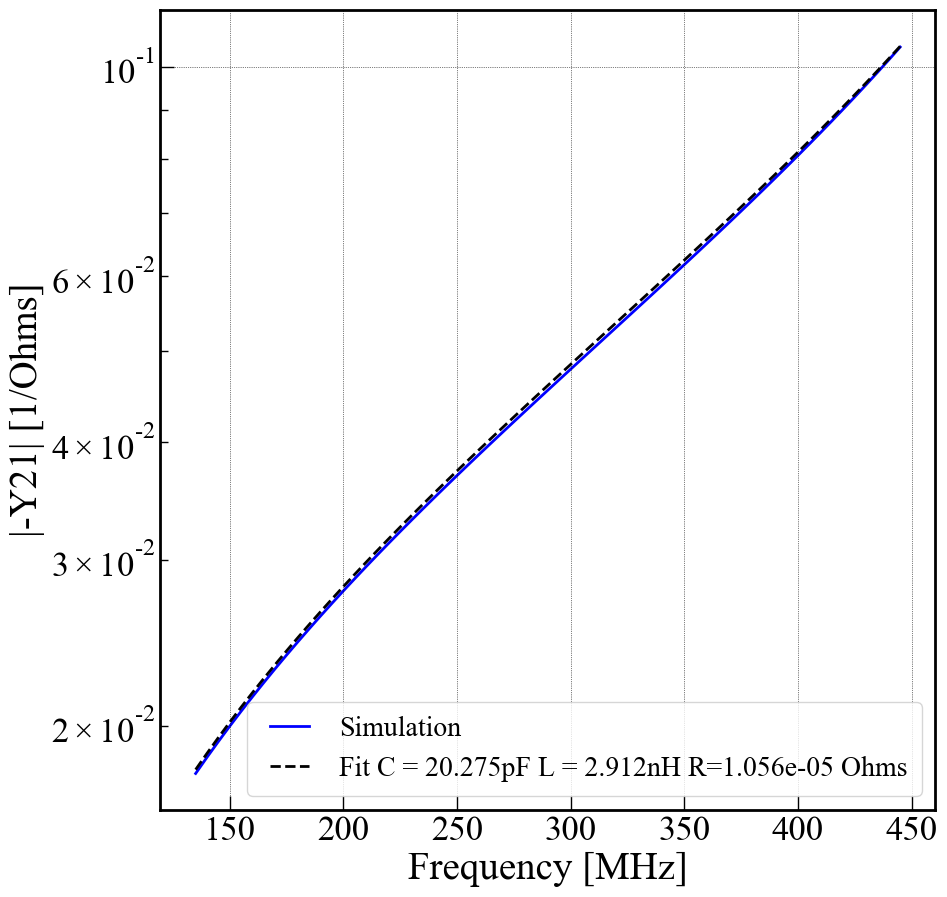 10⁻¹
6×10⁻²
4×10⁻²
3×10⁻²
2×10⁻²
|-Y21| [1/Ohms]
Simulation
Fit C = 20.275pF L = 2.912nH R=1.056e-05 Ohms
150 200 250 300 350 400 450
Frequency [MHz]